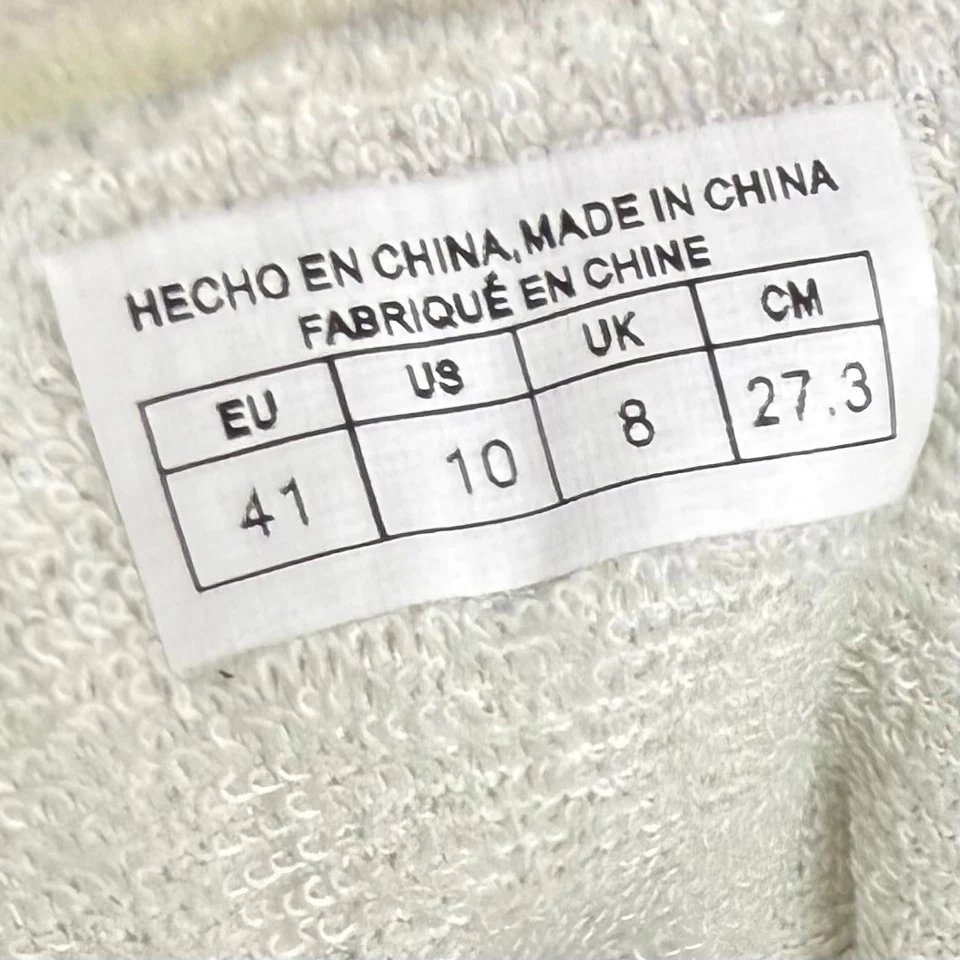 HECHO EN CHINA, MADE IN CHINA
FABRIQUÉ EN CHINE
EU US UK CM
41 10 8 27.3